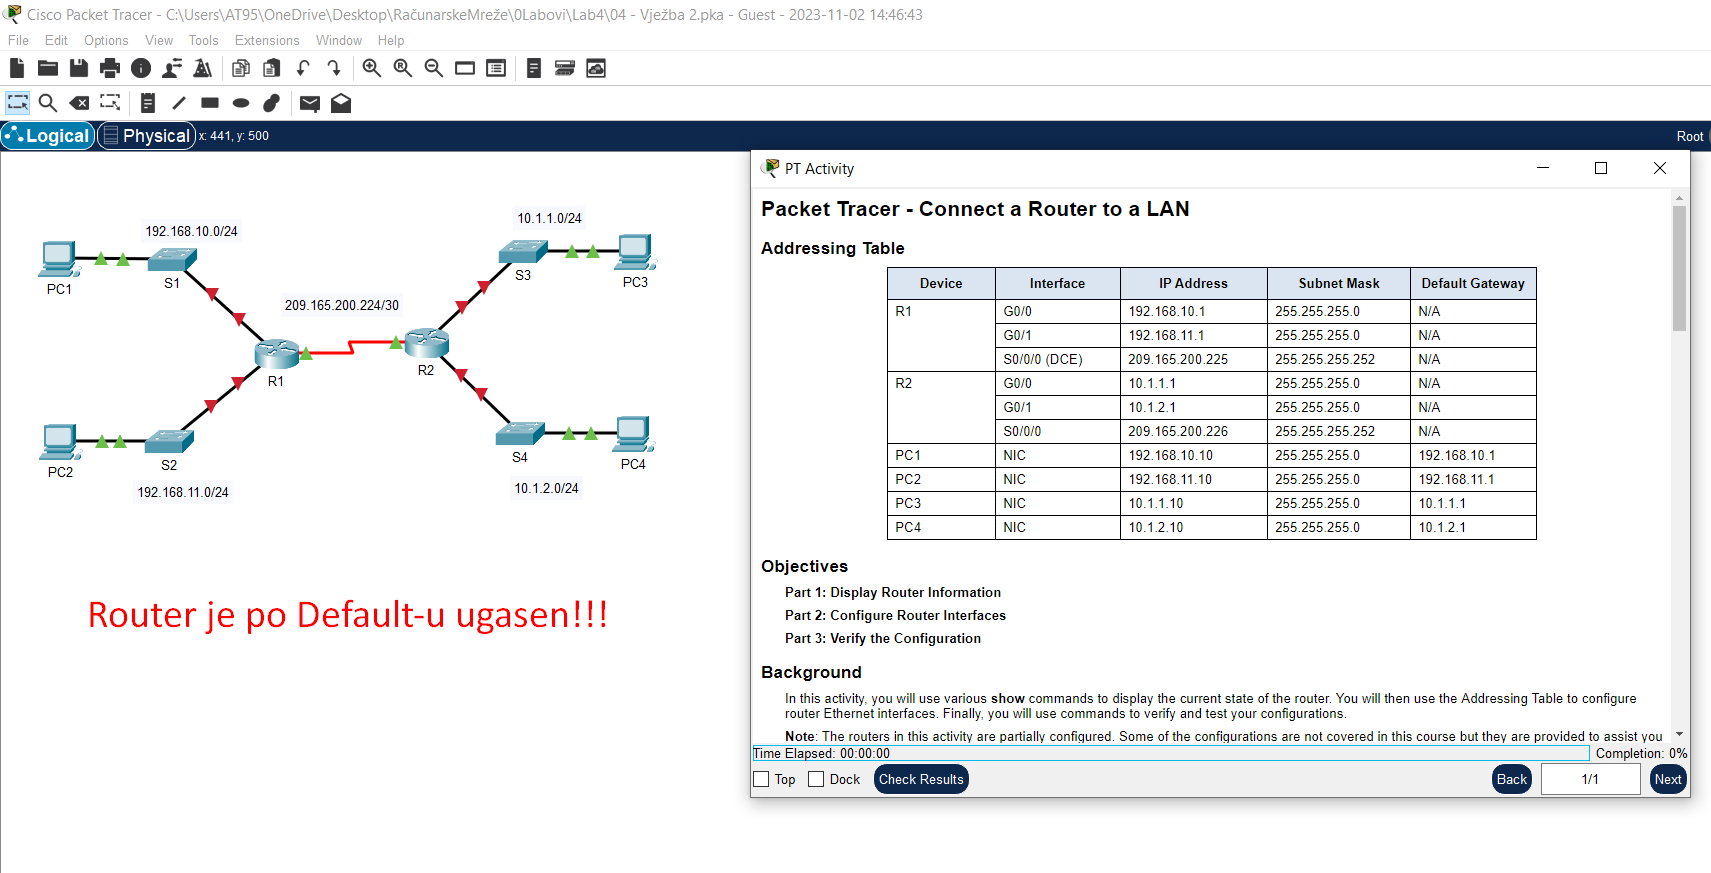 Cisco Packet Tracer - C:\Users\AT95\OneDrive\Desktop\RačunarskeMreže\0Labovi\Lab4\04 - Vježba 2.pka - Guest - 2023-11-02 14:46:43
File Edit Options View Tools Extensions Window Help
Logical Physical x: 441, y: 500 Root
192.168.10.0/24
10.1.1.0/24
PC1
S1
S3
PC3
209.165.200.224/30
R1
R2
PC2
S2
S4
PC4
192.168.11.0/24
10.1.2.0/24
Router je po Default-u ugasen!!!
PT Activity
Packet Tracer - Connect a Router to a LAN
Addressing Table
Device Interface IP Address Subnet Mask Default Gateway
R1 G0/0 192.168.10.1 255.255.255.0 N/A
G0/1 192.168.11.1 255.255.255.0 N/A
S0/0/0 (DCE) 209.165.200.225 255.255.255.252 N/A
R2 G0/0 10.1.1.1 255.255.255.0 N/A
G0/1 10.1.2.1 255.255.255.0 N/A
S0/0/0 209.165.200.226 255.255.255.252 N/A
PC1 NIC 192.168.10.10 255.255.255.0 192.168.10.1
PC2 NIC 192.168.11.10 255.255.255.0 192.168.11.1
PC3 NIC 10.1.1.10 255.255.255.0 10.1.1.1
PC4 NIC 10.1.2.10 255.255.255.0 10.1.2.1
Objectives
Part 1: Display Router Information
Part 2: Configure Router Interfaces
Part 3: Verify the Configuration
Background
In this activity, you will use various show commands to display the current state of the router. You will then use the Addressing Table to configure
router Ethernet interfaces. Finally, you will use commands to verify and test your configurations.
Note: The routers in this activity are partially configured. Some of the configurations are not covered in this course but they are provided to assist you
Time Elapsed: 00:00:00 Completion: 0%
Top Dock Check Results Back 1/1 Next